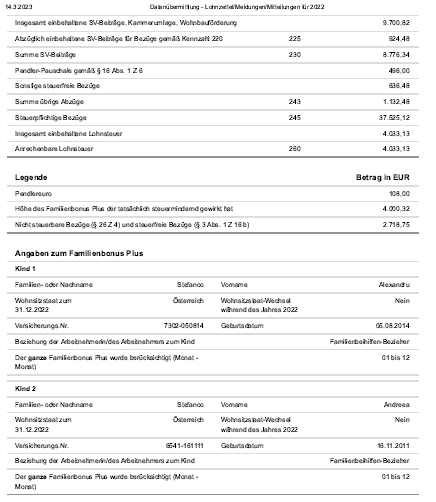 14.3.2023 Datenübermittlung - Lohnzettel/Meldungen/Mitteilungen für 2022
Insgesamt einbehaltene SV-Beiträge, Kammerumlage, Wohnbauförderung 9.700,82
Abzüglich einbehaltene SV-Beiträge für Bezüge gemäß Kennzahl 220 225 924,48
Summe SV-Beiträge 230 8.776,34
Pendler-Pauschale gemäß § 16 Abs. 1 Z 6 496,00
Sonstige steuerfreie Bezüge 636,48
Summe übrige Abzüge 243 1.132,48
Steuerpflichtige Bezüge 245 37.525,12
Insgesamt einbehaltene Lohnsteuer 4.033,13
Anrechenbare Lohnsteuer 260 4.033,13
Legende Betrag in EUR
Pendlereuro 108,00
Höhe des Familienbonus Plus der tatsächlich steuermindernd gewirkt hat 4.000,32
Nicht steuerbare Bezüge (§ 26 Z 4) und steuerfreie Bezüge (§ 3 Abs. 1 Z 16 b) 2.718,75
Angaben zum Familienbonus Plus
Kind 1
Familien- oder Nachname Stefanco Vorname Alexandru
Wohnsitzstaat zum Österreich Wohnsitzstaat-Wechsel Nein
31.12.2022 während des Jahres 2022
Versicherungs.Nr. 7302-050814 Geburtsdatum 05.08.2014
Beziehung der Arbeitnehmerin/des Arbeitnehmers zum Kind Familienbeihilfen-Bezieher
Der ganze Familienbonus Plus wurde berücksichtigt (Monat - 01 bis 12
Monat)
Kind 2
Familien- oder Nachname Stefanco Vorname Andreea
Wohnsitzstaat zum Österreich Wohnsitzstaat-Wechsel Nein
31.12.2022 während des Jahres 2022
Versicherungs.Nr. 6541-161111 Geburtsdatum 16.11.2011
Beziehung der Arbeitnehmerin/des Arbeitnehmers zum Kind Familienbeihilfen-Bezieher
Der ganze Familienbonus Plus wurde berücksichtigt (Monat - 01 bis 12
Monat)